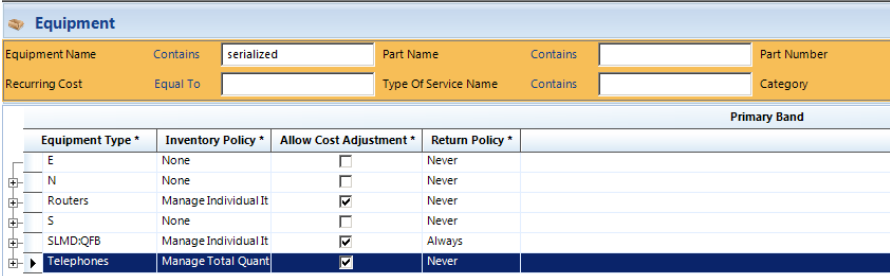 Equipment
Equipment Name Contains serialized Part Name Contains Part Number
Recurring Cost Equal To Type Of Service Name Contains Category
Primary Band
Equipment Type * Inventory Policy * Allow Cost Adjustment * Return Policy *
E None Never
N None Never
Routers Manage Individual It Never
S None Never
SLMD:QFB Manage Individual It Always
Telephones Manage Total Quant Never